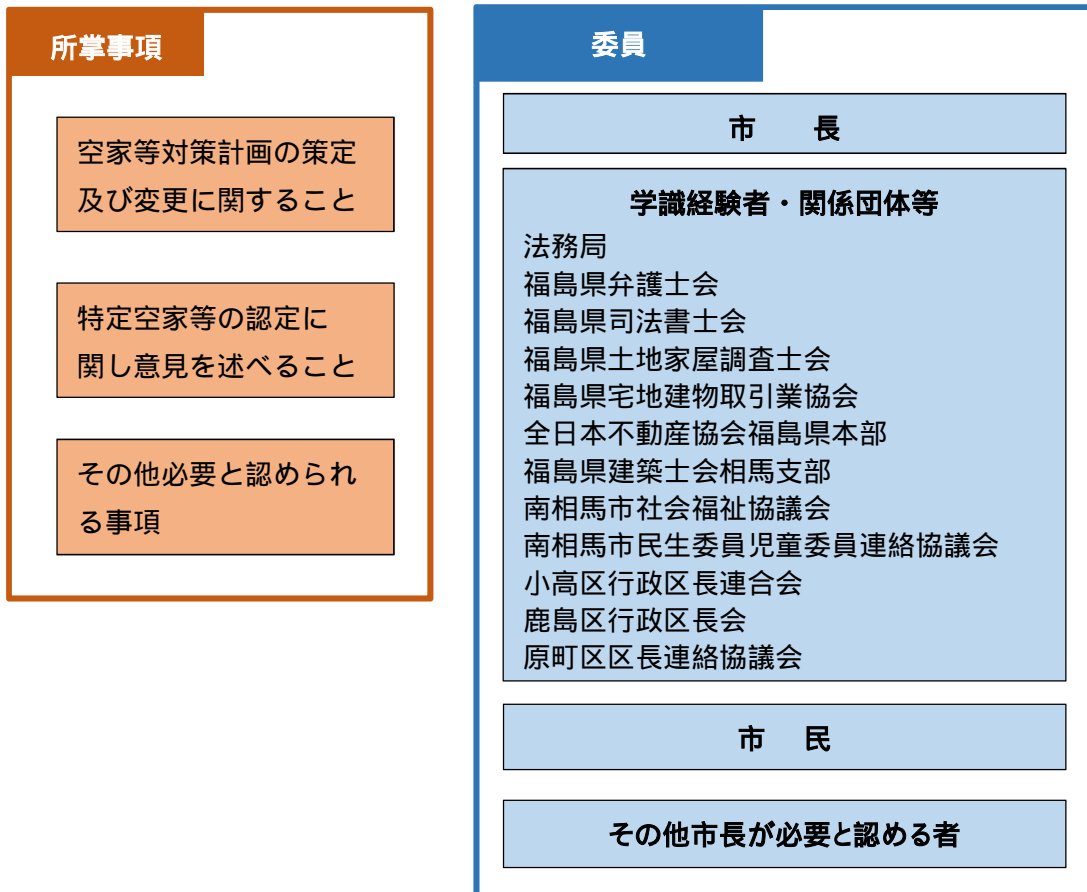 所掌事項
空家等対策計画の策定
及び変更に関すること
特定空家等の認定に
関し意見を述べること
その他必要と認められ
る事項
委員
市 長
学識経験者・関係団体等
法務局
福島県弁護士会
福島県司法書士会
福島県土地家屋調査士会
福島県宅地建物取引業協会
全日本不動産協会福島県本部
福島県建築士会相馬支部
南相馬市社会福祉協議会
南相馬市民生委員児童委員連絡協議会
小高区行政区長連合会
鹿島区行政区長会
原町区区長連絡協議会
市 民
その他市長が必要と認める者